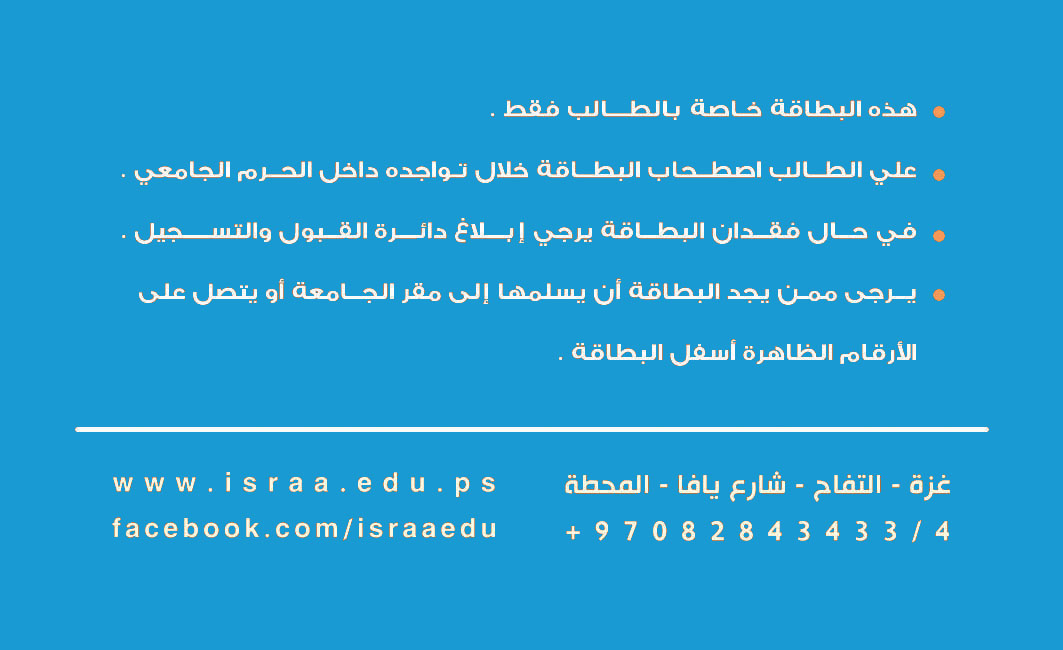 هذه البطاقة خاصة بالطالب فقط .
علي الطالب اصطحاب البطاقة خلال تواجده داخل الحرم الجامعي .
في حال فقدان البطاقة يرجي إبلاغ دائرة القبول والتسجيل .
يرجى ممن يجد البطاقة أن يسلمها إلى مقر الجامعة أو يتصل على
الأرقام الظاهرة أسفل البطاقة .
غزة - التفاح - شارع يافا - المحطة
+97082843433/4
www.israa.edu.ps
facebook.com/israaedu